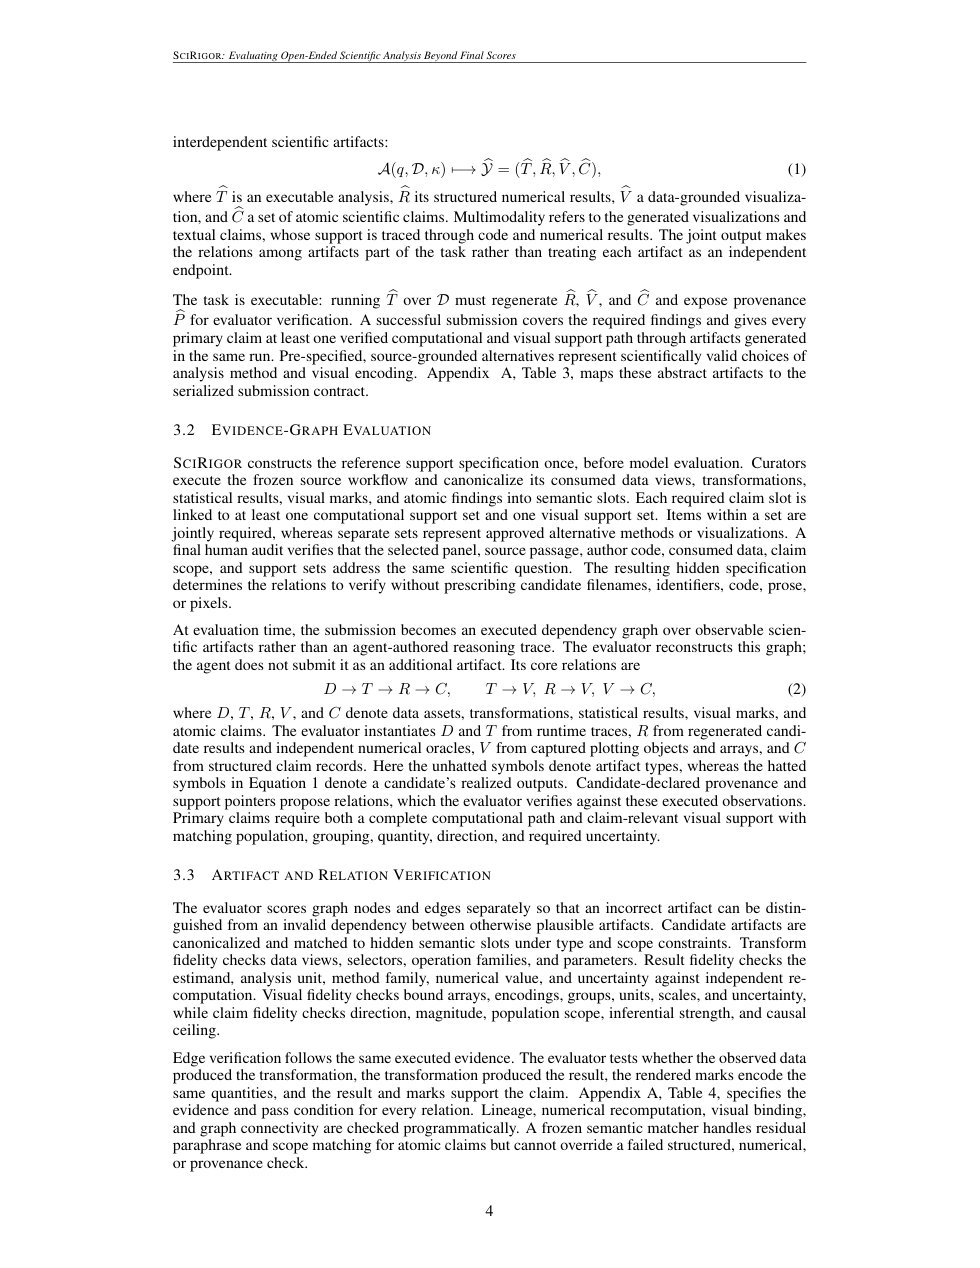 SCIRIGOR: Evaluating Open-Ended Scientific Analysis Beyond Final Scores
interdependent scientific artifacts:
𝒜(q, 𝒟, κ) ⟼ 𝒴̂ = (T̂, R̂, V̂, Ĉ), (1)
where T̂ is an executable analysis, R̂ its structured numerical results, V̂ a data-grounded visualiza-
tion, and Ĉ a set of atomic scientific claims. Multimodality refers to the generated visualizations and
textual claims, whose support is traced through code and numerical results. The joint output makes
the relations among artifacts part of the task rather than treating each artifact as an independent
endpoint.
The task is executable: running T̂ over 𝒟 must regenerate R̂, V̂, and Ĉ and expose provenance
P̂ for evaluator verification. A successful submission covers the required findings and gives every
primary claim at least one verified computational and visual support path through artifacts generated
in the same run. Pre-specified, source-grounded alternatives represent scientifically valid choices of
analysis method and visual encoding. Appendix A, Table 3, maps these abstract artifacts to the
serialized submission contract.
3.2 EVIDENCE-GRAPH EVALUATION
SCIRIGOR constructs the reference support specification once, before model evaluation. Curators
execute the frozen source workflow and canonicalize its consumed data views, transformations,
statistical results, visual marks, and atomic findings into semantic slots. Each required claim slot is
linked to at least one computational support set and one visual support set. Items within a set are
jointly required, whereas separate sets represent approved alternative methods or visualizations. A
final human audit verifies that the selected panel, source passage, author code, consumed data, claim
scope, and support sets address the same scientific question. The resulting hidden specification
determines the relations to verify without prescribing candidate filenames, identifiers, code, prose,
or pixels.
At evaluation time, the submission becomes an executed dependency graph over observable scien-
tific artifacts rather than an agent-authored reasoning trace. The evaluator reconstructs this graph;
the agent does not submit it as an additional artifact. Its core relations are
D → T → R → C, T → V, R → V, V → C, (2)
where D, T, R, V, and C denote data assets, transformations, statistical results, visual marks, and
atomic claims. The evaluator instantiates D and T from runtime traces, R from regenerated candi-
date results and independent numerical oracles, V from captured plotting objects and arrays, and C
from structured claim records. Here the unhatted symbols denote artifact types, whereas the hatted
symbols in Equation 1 denote a candidate's realized outputs. Candidate-declared provenance and
support pointers propose relations, which the evaluator verifies against these executed observations.
Primary claims require both a complete computational path and claim-relevant visual support with
matching population, grouping, quantity, direction, and required uncertainty.
3.3 ARTIFACT AND RELATION VERIFICATION
The evaluator scores graph nodes and edges separately so that an incorrect artifact can be distin-
guished from an invalid dependency between otherwise plausible artifacts. Candidate artifacts are
canonicalized and matched to hidden semantic slots under type and scope constraints. Transform
fidelity checks data views, selectors, operation families, and parameters. Result fidelity checks the
estimand, analysis unit, method family, numerical value, and uncertainty against independent re-
computation. Visual fidelity checks bound arrays, encodings, groups, units, scales, and uncertainty,
while claim fidelity checks direction, magnitude, population scope, inferential strength, and causal
ceiling.
Edge verification follows the same executed evidence. The evaluator tests whether the observed data
produced the transformation, the transformation produced the result, the rendered marks encode the
same quantities, and the result and marks support the claim. Appendix A, Table 4, specifies the
evidence and pass condition for every relation. Lineage, numerical recomputation, visual binding,
and graph connectivity are checked programmatically. A frozen semantic matcher handles residual
paraphrase and scope matching for atomic claims but cannot override a failed structured, numerical,
or provenance check.
4